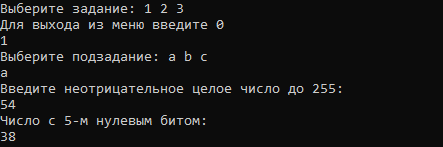 Выберите задание: 1 2 3
Для выхода из меню введите 0
1
Выберите подзадание: a b c
a
Введите неотрицательное целое число до 255:
54
Число с 5-м нулевым битом:
38